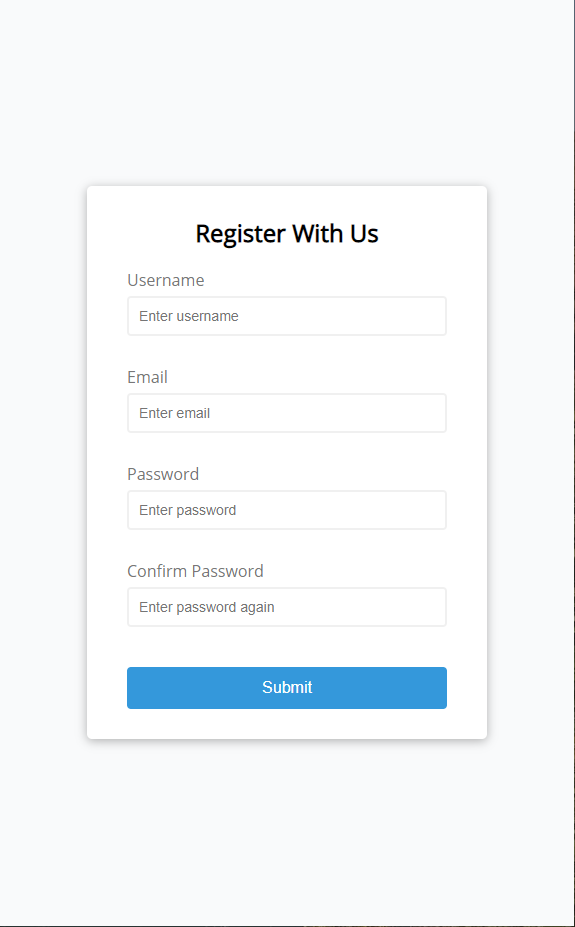 Register With Us
Username
Enter username
Email
Enter email
Password
Enter password
Confirm Password
Enter password again
Submit